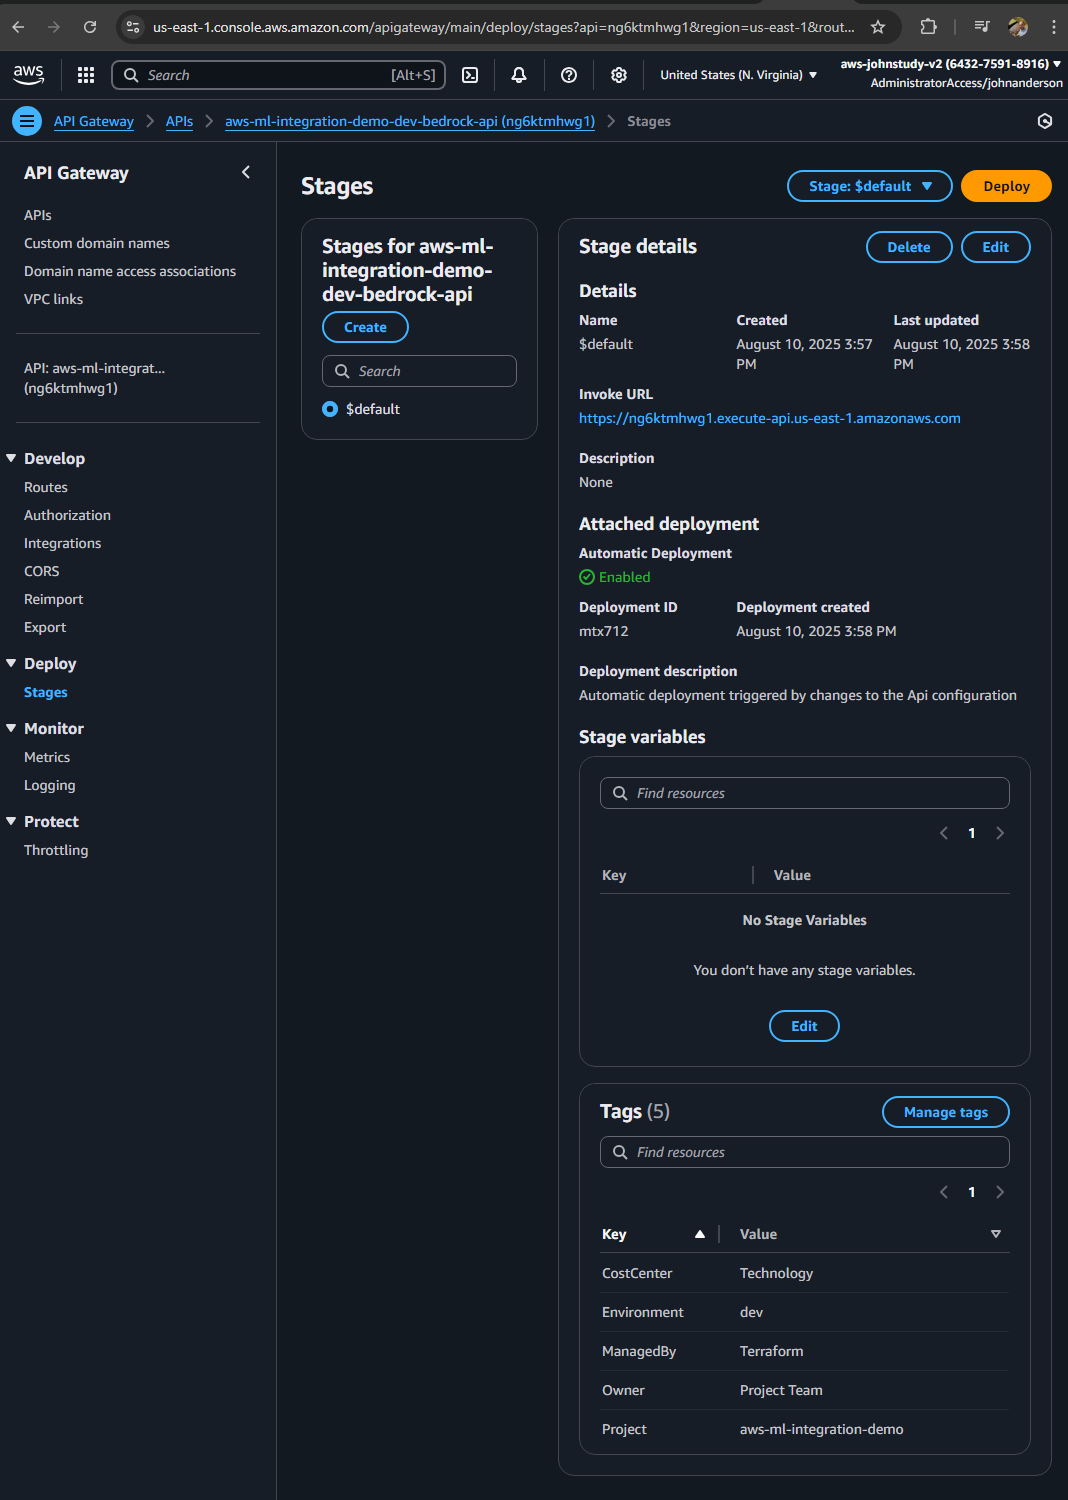 us-east-1.console.aws.amazon.com/apigateway/main/deploy/stages?api=ng6ktmhwg1&region=us-east-1&rout...
aws
Search [Alt+S]
United States (N. Virginia)
aws-johnstudy-v2 (6432-7591-8916)
AdministratorAccess/johnanderson
API Gateway
APIs
aws-ml-integration-demo-dev-bedrock-api (ng6ktmhwg1)
Stages
API Gateway
APIs
Custom domain names
Domain name access associations
VPC links
API: aws-ml-integrat...
(ng6ktmhwg1)
Develop
Routes
Authorization
Integrations
CORS
Reimport
Export
Deploy
Stages
Monitor
Metrics
Logging
Protect
Throttling
Stages
Stage: $default
Deploy
Stages for aws-ml-
integration-demo-
dev-bedrock-api
Create
Search
$default
Stage details
Delete
Edit
Details
Name
$default
Created
August 10, 2025 3:57
PM
Last updated
August 10, 2025 3:58
PM
Invoke URL
https://ng6ktmhwg1.execute-api.us-east-1.amazonaws.com
Description
None
Attached deployment
Automatic Deployment
Enabled
Deployment ID
mtx712
Deployment created
August 10, 2025 3:58 PM
Deployment description
Automatic deployment triggered by changes to the Api configuration
Stage variables
Find resources
1
Key Value
No Stage Variables
You don't have any stage variables.
Edit
Tags (5)
Manage tags
Find resources
1
Key Value
CostCenter Technology
Environment dev
ManagedBy Terraform
Owner Project Team
Project aws-ml-integration-demo